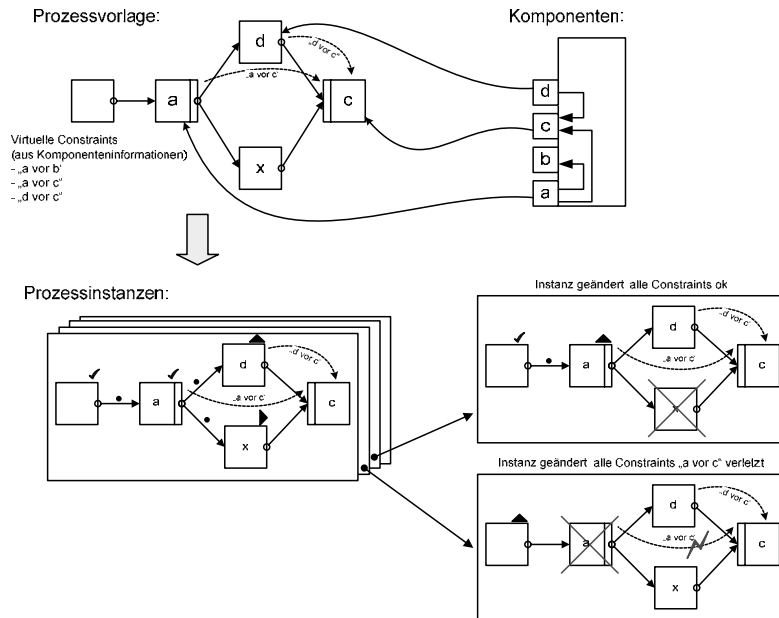 Prozessvorlage:
Komponenten:
d
„d vor c“
„a vor c'
a
c
x
d
c
b
a
Virtuelle Constraints
(aus Komponenteninformationen)
- „a vor b'
- „a vor c“
- „d vor c“
Prozessinstanzen:
Instanz geändert alle Constraints ok
d
„d vor c'
a
„a vor c'
c
x
d
„d vor c'
a
„a vor c'
c
Instanz geändert alle Constraints „a vor c“ verletzt
d
„d vor c'
a
„a vor c'
c
x